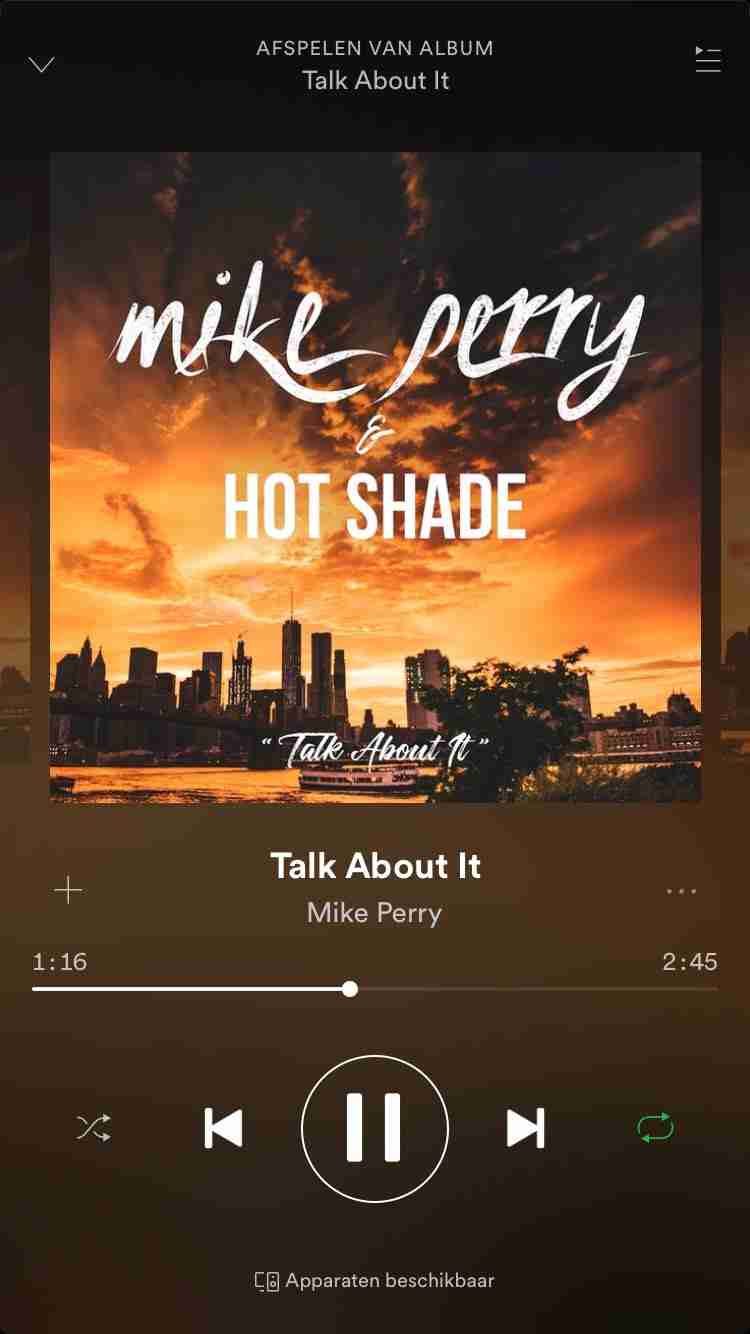 AFSPELEN VAN ALBUM
Talk About It
mike perry
&
HOT SHADE
“ Talk About It ”
Talk About It
Mike Perry
1:16
2:45
Apparaten beschikbaar